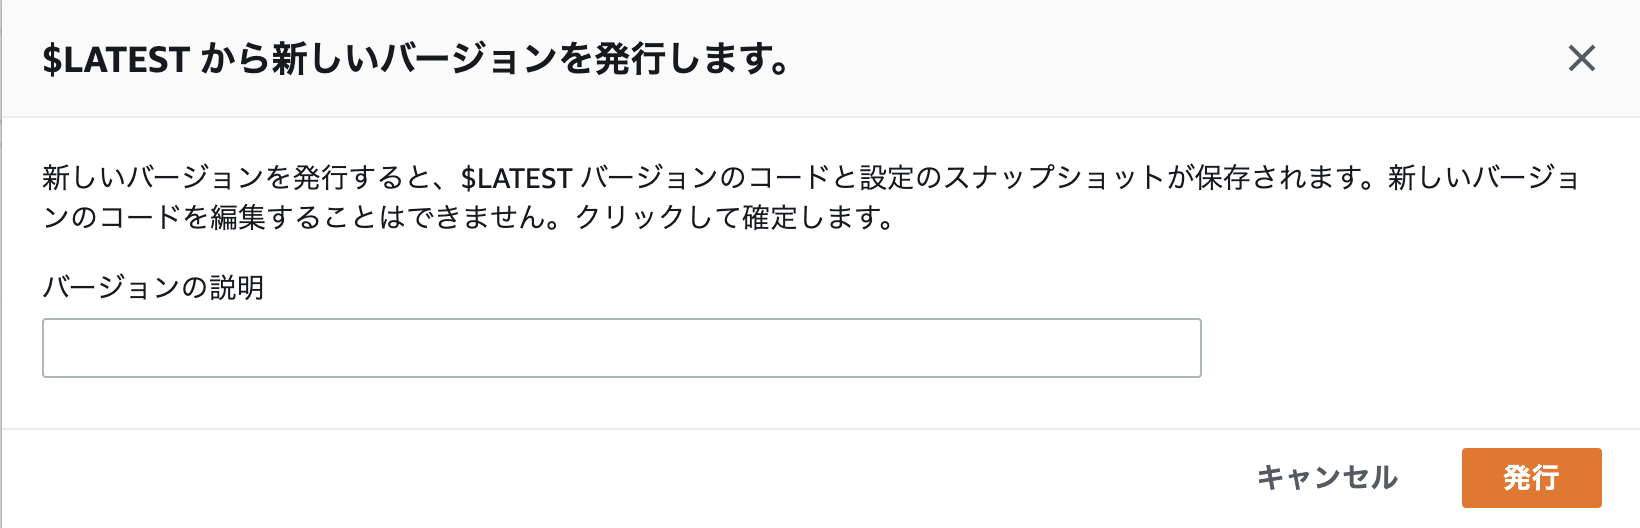 $LATEST から新しいバージョンを発行します。
新しいバージョンを発行すると、$LATEST バージョンのコードと設定のスナップショットが保存されます。新しいバージョ
ンのコードを編集することはできません。クリックして確定します。
バージョンの説明
キャンセル
発行